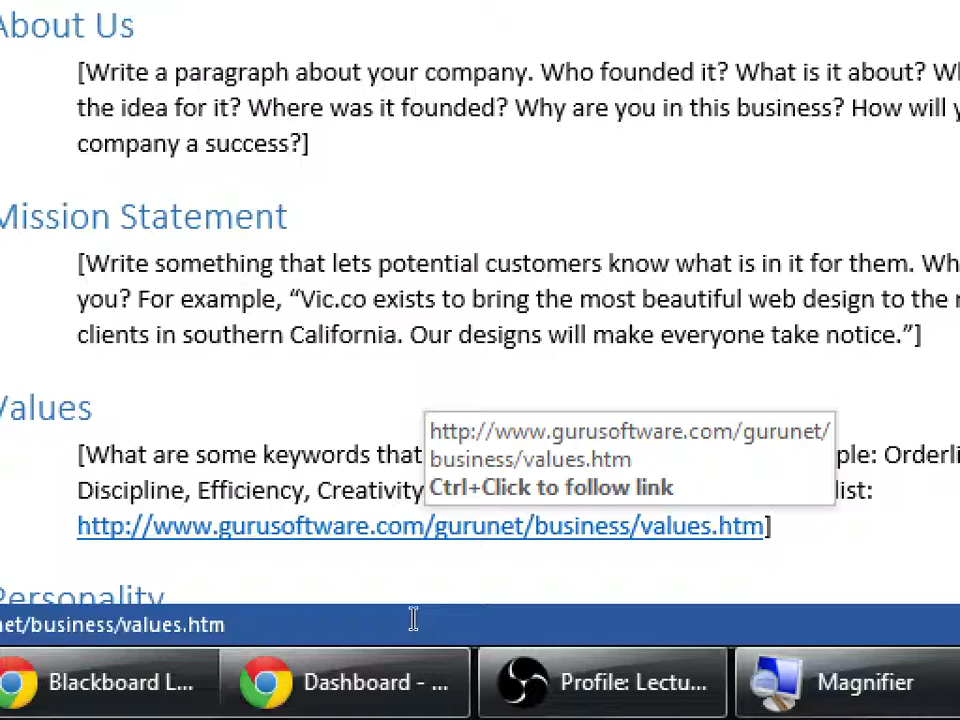 About Us
[Write a paragraph about your company. Who founded it? What is it about?
the idea for it? Where was it founded? Why are you in this business? How will
company a success?]
Mission Statement
[Write something that lets potential customers know what is in it for them.
you? For example, “Vic.co exists to bring the most beautiful web design to the
clients in southern California. Our designs will make everyone take notice.”]
Values
http://www.gurusoftware.com/gurunet/
business/values.htm
Ctrl+Click to follow link
[What are some keywords that ple: Orderli
Discipline, Efficiency, Creativity list:
http://www.gurusoftware.com/gurunet/business/values.htm]
Personality
net/business/values.htm
Blackboard L... Dashboard - ... Profile: Lectu... Magnifier